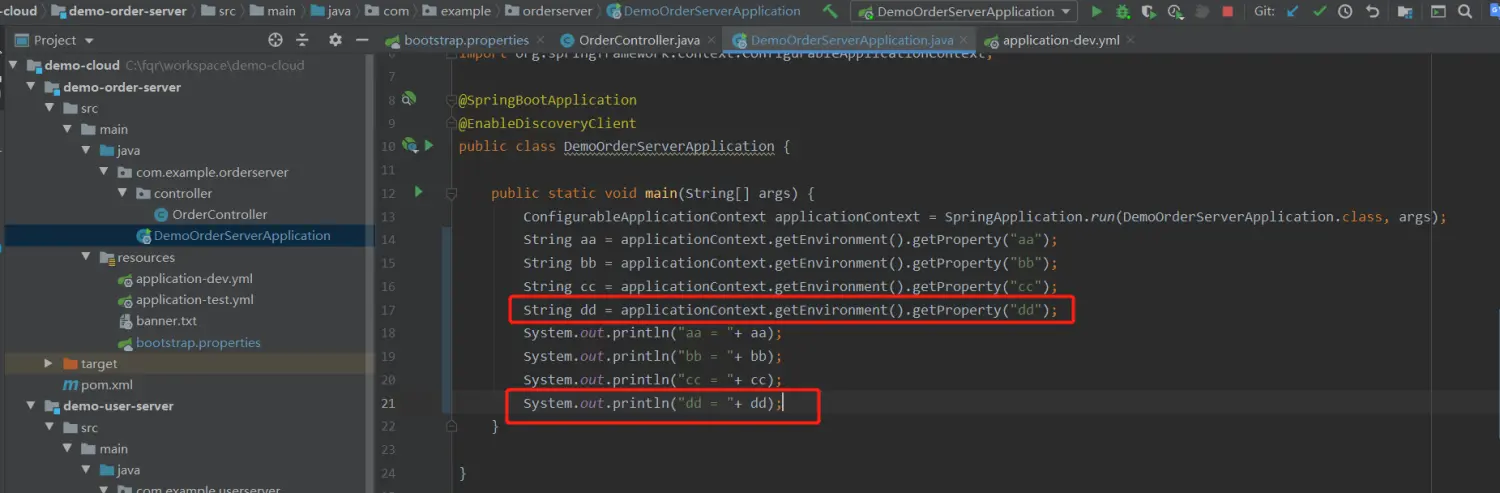 -cloud demo-order-server src main java com example orderserver DemoOrderServerApplication DemoOrderServerApplication Git:
Project
bootstrap.properties OrderController.java DemoOrderServerApplication.java application-dev.yml
demo-cloud C:\fqr\workspace\demo-cloud
demo-order-server
src
main
java
com.example.orderserver
controller
OrderController
DemoOrderServerApplication
resources
application-dev.yml
application-test.yml
banner.txt
bootstrap.properties
target
pom.xml
demo-user-server
src
main
java
com.example.userserver
6 import org.springframework.context.ConfigurableApplicationContext;
7
8 @SpringBootApplication
9 @EnableDiscoveryClient
10 public class DemoOrderServerApplication {
11
12 public static void main(String[] args) {
13 ConfigurableApplicationContext applicationContext = SpringApplication.run(DemoOrderServerApplication.class, args);
14 String aa = applicationContext.getEnvironment().getProperty("aa");
15 String bb = applicationContext.getEnvironment().getProperty("bb");
16 String cc = applicationContext.getEnvironment().getProperty("cc");
17 String dd = applicationContext.getEnvironment().getProperty("dd");
18 System.out.println("aa = "+ aa);
19 System.out.println("bb = "+ bb);
20 System.out.println("cc = "+ cc);
21 System.out.println("dd = "+ dd);
22 }
23
24 }